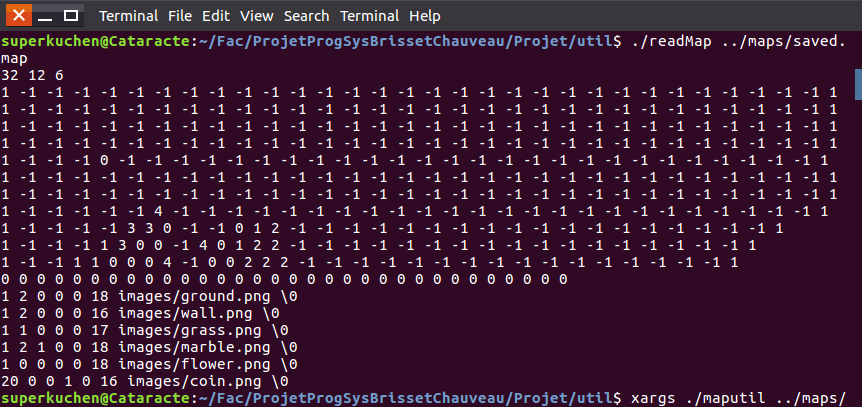 Terminal File Edit View Search Terminal Help
superkuchen@Cataracte:~/Fac/ProjetProgSysBrissetChauveau/Projet/util$ ./readMap ../maps/saved.
map
32 12 6
1 -1 -1 -1 -1 -1 -1 -1 -1 -1 -1 -1 -1 -1 -1 -1 -1 -1 -1 -1 -1 -1 -1 -1 -1 -1 -1 -1 -1 -1 -1 1
1 -1 -1 -1 -1 -1 -1 -1 -1 -1 -1 -1 -1 -1 -1 -1 -1 -1 -1 -1 -1 -1 -1 -1 -1 -1 -1 -1 -1 -1 -1 1
1 -1 -1 -1 -1 -1 -1 -1 -1 -1 -1 -1 -1 -1 -1 -1 -1 -1 -1 -1 -1 -1 -1 -1 -1 -1 -1 -1 -1 -1 -1 1
1 -1 -1 -1 -1 -1 -1 -1 -1 -1 -1 -1 -1 -1 -1 -1 -1 -1 -1 -1 -1 -1 -1 -1 -1 -1 -1 -1 -1 -1 -1 1
1 -1 -1 -1 0 -1 -1 -1 -1 -1 -1 -1 -1 -1 -1 -1 -1 -1 -1 -1 -1 -1 -1 -1 -1 -1 -1 -1 -1 -1 -1 1
1 -1 -1 -1 -1 -1 -1 -1 -1 -1 -1 -1 -1 -1 -1 -1 -1 -1 -1 -1 -1 -1 -1 -1 -1 -1 -1 -1 -1 -1 -1 1
1 -1 -1 -1 -1 -1 -1 -1 -1 -1 -1 -1 -1 -1 -1 -1 -1 -1 -1 -1 -1 -1 -1 -1 -1 -1 -1 -1 -1 -1 -1 1
1 -1 -1 -1 -1 -1 4 -1 -1 -1 -1 -1 -1 -1 -1 -1 -1 -1 -1 -1 -1 -1 -1 -1 -1 -1 -1 -1 -1 -1 -1 1
1 -1 -1 -1 -1 3 3 0 -1 -1 0 1 2 -1 -1 -1 -1 -1 -1 -1 -1 -1 -1 -1 -1 -1 -1 -1 -1 -1 -1 1
1 -1 -1 -1 1 3 0 0 -1 4 0 1 2 2 -1 -1 -1 -1 -1 -1 -1 -1 -1 -1 -1 -1 -1 -1 -1 -1 -1 1
1 -1 -1 1 1 0 0 0 4 -1 0 0 2 2 2 -1 -1 -1 -1 -1 -1 -1 -1 -1 -1 -1 -1 -1 -1 -1 -1 1
0 0 0 0 0 0 0 0 0 0 0 0 0 0 0 0 0 0 0 0 0 0 0 0 0 0 0 0 0 0 0 0
1 2 0 0 0 18 images/ground.png \0
1 2 0 0 0 16 images/wall.png \0
1 1 0 0 0 17 images/grass.png \0
1 2 1 0 0 18 images/marble.png \0
1 0 0 0 0 18 images/flower.png \0
20 0 0 1 0 16 images/coin.png \0
superkuchen@Cataracte:~/Fac/ProjetProgSysBrissetChauveau/Projet/util$ xargs ./maputil ../maps/